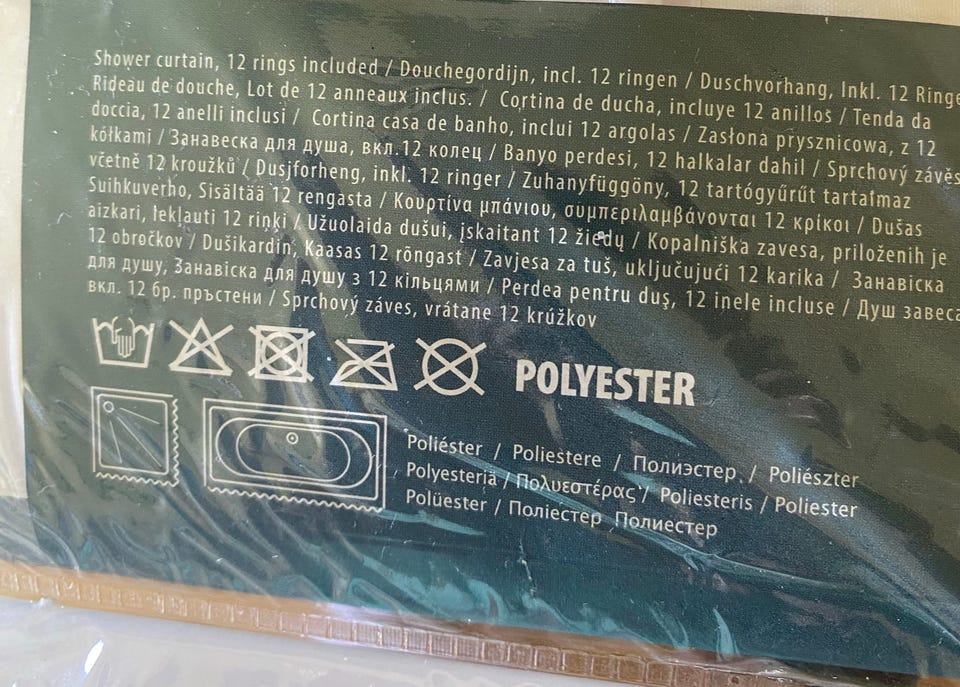 Shower curtain, 12 rings included / Douchegordijn, incl. 12 ringen / Duschvorhang, Inkl. 12 Ringe
Rideau de douche, Lot de 12 anneaux inclus. / Cortina de ducha, incluye 12 anillos / Tenda da
doccia, 12 anelli inclusi / Cortina casa de banho, inclui 12 argolas / Zasłona prysznicowa, z 12
kółkami / Занавеска для душа, вкл.12 колец / Banyo perdesi, 12 halkalar dahil / Sprchový závěs
včetně 12 kroužků / Dusjforheng, inkl. 12 ringer / Zuhanyfüggöny, 12 tartógyűrűt tartalmaz
Suihkuverho, Sisältää 12 rengasta / Κουρτίνα μπάνιου, συμπεριλαμβάνονται 12 κρίκοι / Dušas
aizkari, Iekļauti 12 riņķi / Užuolaida dušui, įskaitant 12 žiedų / Kopalniška zavesa, priloženih je
12 obročkov / Dušikardin, Kaasas 12 rõngast / Zavjesa za tuš, uključujući 12 karika / Занавіска
для душу, Занавіска для душу з 12 кільцями / Perdea pentru duş, 12 inele incluse / Душ завеса
вкл. 12 бр. пръстени / Sprchový záves, vrátane 12 krúžkov
POLYESTER
Poliéster / Poliestere / Полиэстер / Poliészter
Polyesteriä / Πολυεστέρας / Poliesteris / Poliester
Polüester / Поліестер Полиестер